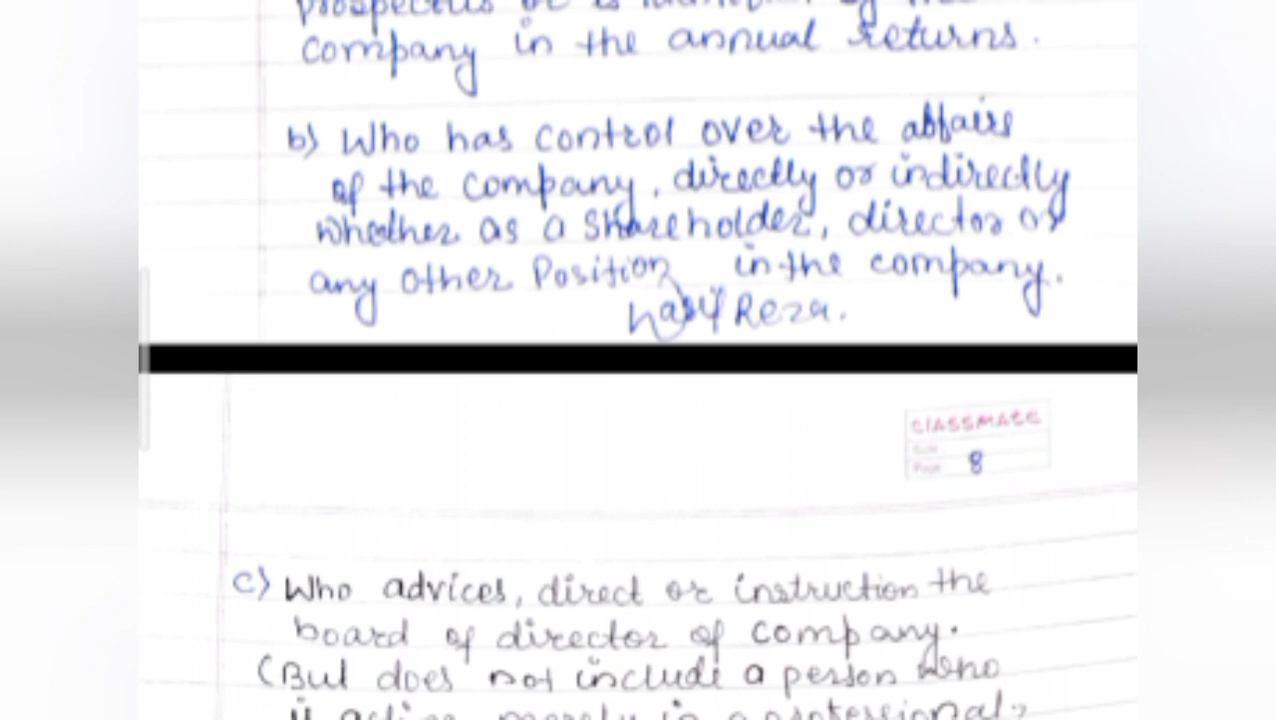 company in the annual returns.
b) Who has control over the affairs
of the company, directly or indirectly
whether as a shareholder, director or
any other Position in the company.
Reza.
classmate
Date
Page 8
c) Who advices, direct or instruction the
board of director of company.
(But does not include a person who